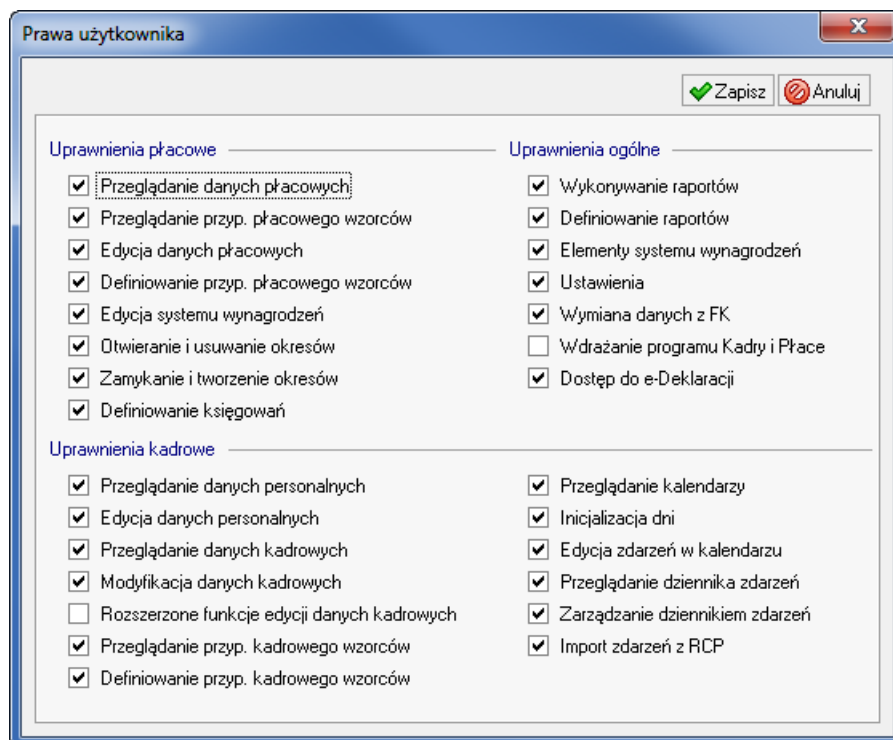 Prawa użytkownika
Zapisz
Anuluj
Uprawnienia płacowe
Przeglądanie danych płacowych
Przeglądanie przyp. płacowego wzorców
Edycja danych płacowych
Definiowanie przyp. płacowego wzorców
Edycja systemu wynagrodzeń
Otwieranie i usuwanie okresów
Zamykanie i tworzenie okresów
Definiowanie księgowań
Uprawnienia ogólne
Wykonywanie raportów
Definiowanie raportów
Elementy systemu wynagrodzeń
Ustawienia
Wymiana danych z FK
Wdrażanie programu Kadry i Płace
Dostęp do e-Deklaracji
Uprawnienia kadrowe
Przeglądanie danych personalnych
Edycja danych personalnych
Przeglądanie danych kadrowych
Modyfikacja danych kadrowych
Rozszerzone funkcje edycji danych kadrowych
Przeglądanie przyp. kadrowego wzorców
Definiowanie przyp. kadrowego wzorców
Przeglądanie kalendarzy
Inicjalizacja dni
Edycja zdarzeń w kalendarzu
Przeglądanie dziennika zdarzeń
Zarządzanie dziennikiem zdarzeń
Import zdarzeń z RCP